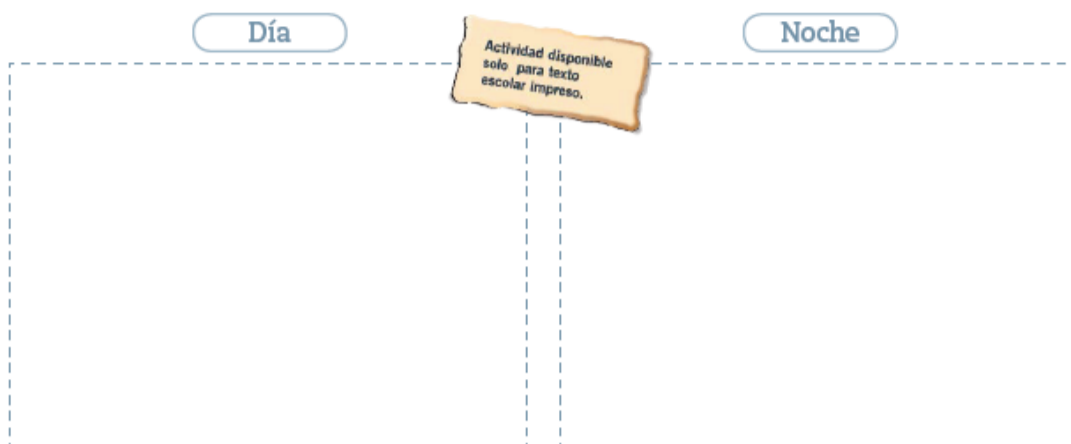 Día
Noche
Actividad disponible
solo para texto
escolar impreso.